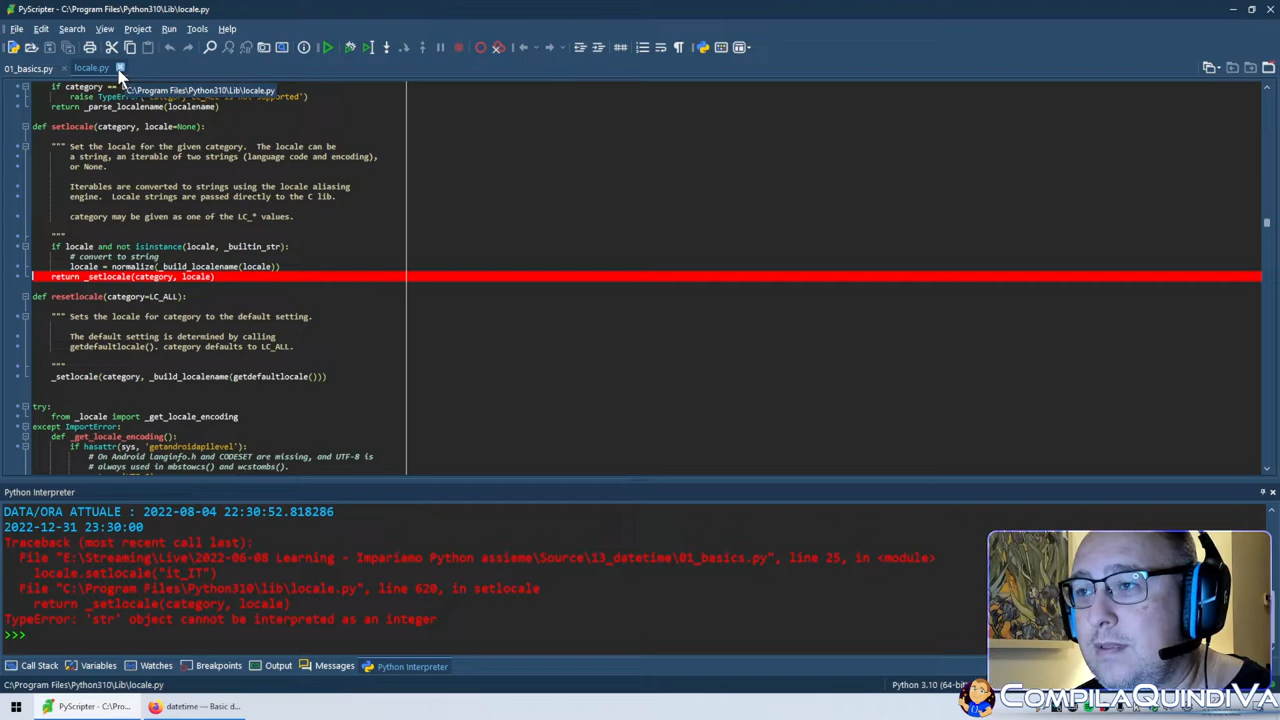 PyScripter - C:\Program Files\Python310\Lib\locale.py
File Edit Search View Project Run Tools Help
01_basics.py locale.py
C:\Program Files\Python310\Lib\locale.py
if category ==
raise TypeError(
return _parse_localename(localename)
def setlocale(category, locale=None):
""" Set the locale for the given category.  The locale can be
a string, an iterable of two strings (language code and encoding),
or None.
Iterables are converted to strings using the locale aliasing
engine.  Locale strings are passed directly to the C lib.
category may be given as one of the LC_* values.
"""
if locale and not isinstance(locale, _builtin_str):
# convert to string
locale = normalize(_build_localename(locale))
return _setlocale(category, locale)
def resetlocale(category=LC_ALL):
""" Sets the locale for category to the default setting.
The default setting is determined by calling
getdefaultlocale(). category defaults to LC_ALL.
"""
_setlocale(category, _build_localename(getdefaultlocale()))
try:
from _locale import _get_locale_encoding
except ImportError:
def _get_locale_encoding():
if hasattr(sys, 'getandroidapilevel'):
# On Android langinfo.h and CODESET are missing, and UTF-8 is
# always used in mbstowcs() and wcstombs().
Python Interpreter
DATA/ORA ATTUALE : 2022-08-04 22:30:52.818286
2022-12-31 23:30:00
Traceback (most recent call last):
File "E:\Streaming\Live\2022-06-08 Learning - Impariamo Python assieme\Source\13_datetime\01_basics.py", line 25, in <module>
locale.setlocale("it_IT")
File "C:\Program Files\Python310\lib\locale.py", line 620, in setlocale
return _setlocale(category, locale)
TypeError: 'str' object cannot be interpreted as an integer
>>>
Call Stack Variables Watches Breakpoints Output Messages Python Interpreter
C:\Program Files\Python310\Lib\locale.py Python 3.10 (64-bit)
PyScripter - C:\Pro... datetime — Basic d...
COMPILAQUINDIVA